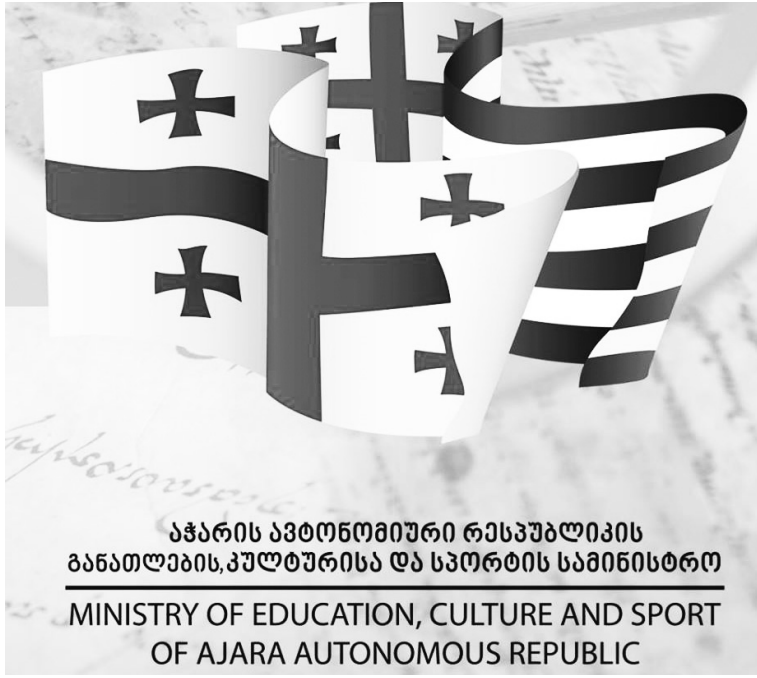 აჭარის ავტონომიური რესპუბლიკის
განათლების,კულტურისა და სპორტის სამინისტრო
MINISTRY OF EDUCATION, CULTURE AND SPORT
OF AJARA AUTONOMOUS REPUBLIC